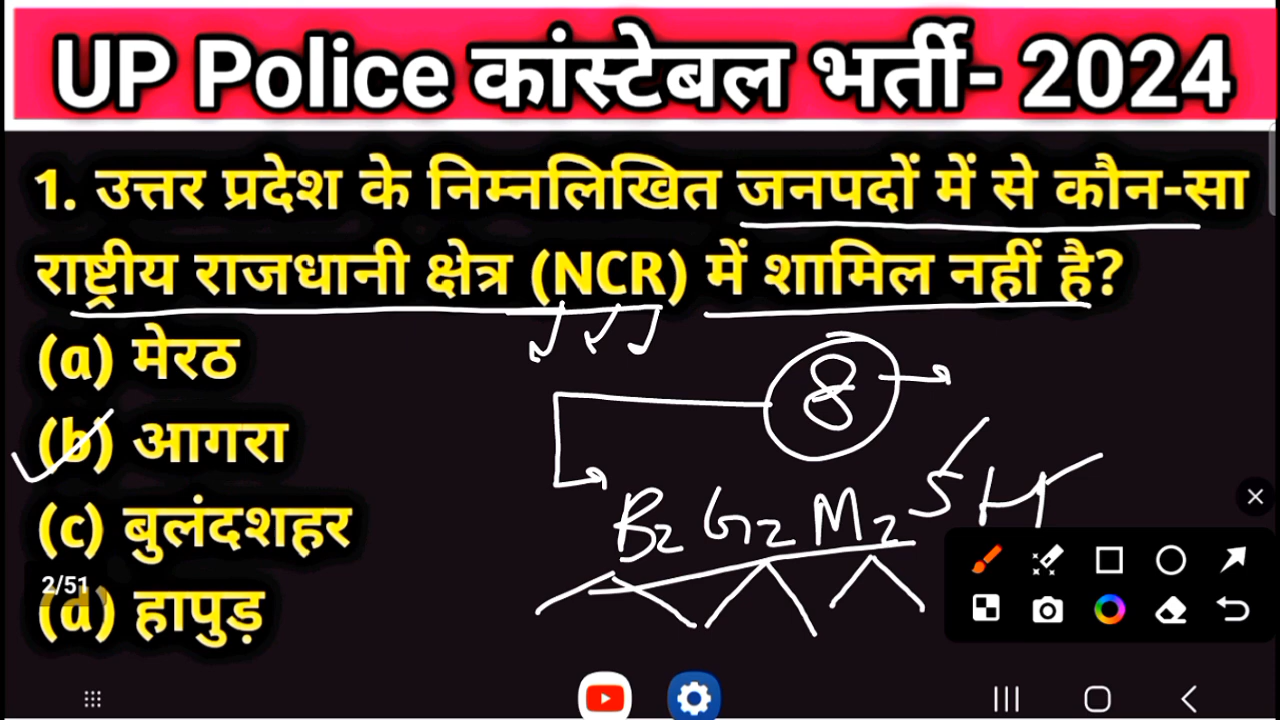 UP Police कांस्टेबल भर्ती- 2024
1. उत्तर प्रदेश के निम्नलिखित जनपदों में से कौन-सा
राष्ट्रीय राजधानी क्षेत्र (NCR) में शामिल नहीं है?
(a) मेरठ
8
(b) आगरा
B2 G2 M2 S H
(c) बुलंदशहर
2/51
(d) हापुड़